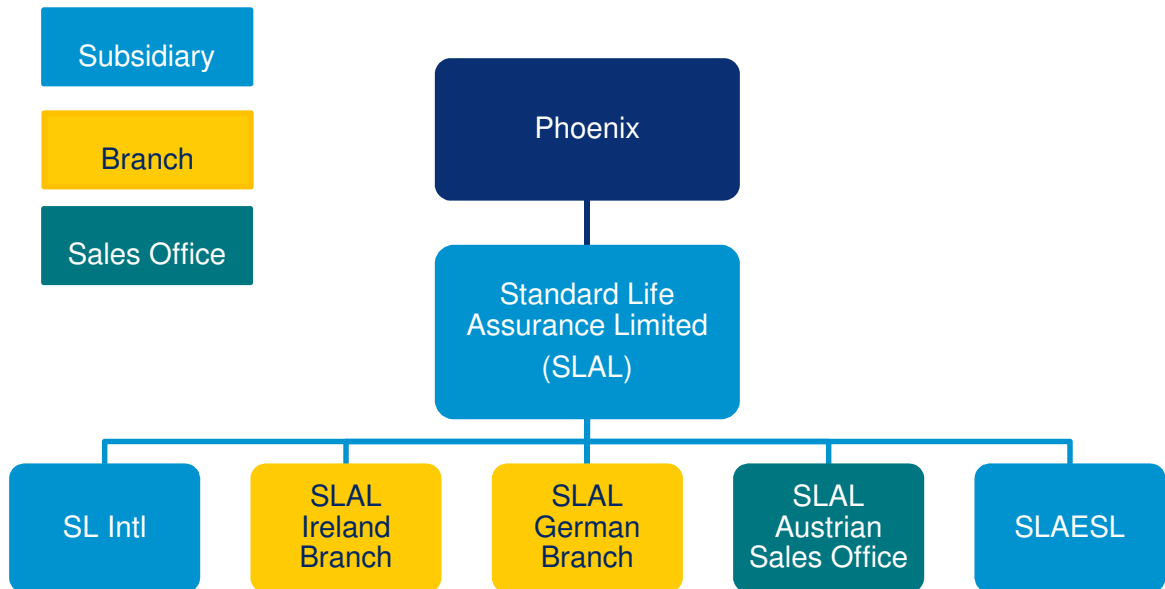 Subsidiary
Branch
Sales Office
Phoenix
Standard Life
Assurance Limited
(SLAL)
SL Intl
SLAL
Ireland
Branch
SLAL
German
Branch
SLAL
Austrian
Sales Office
SLAESL